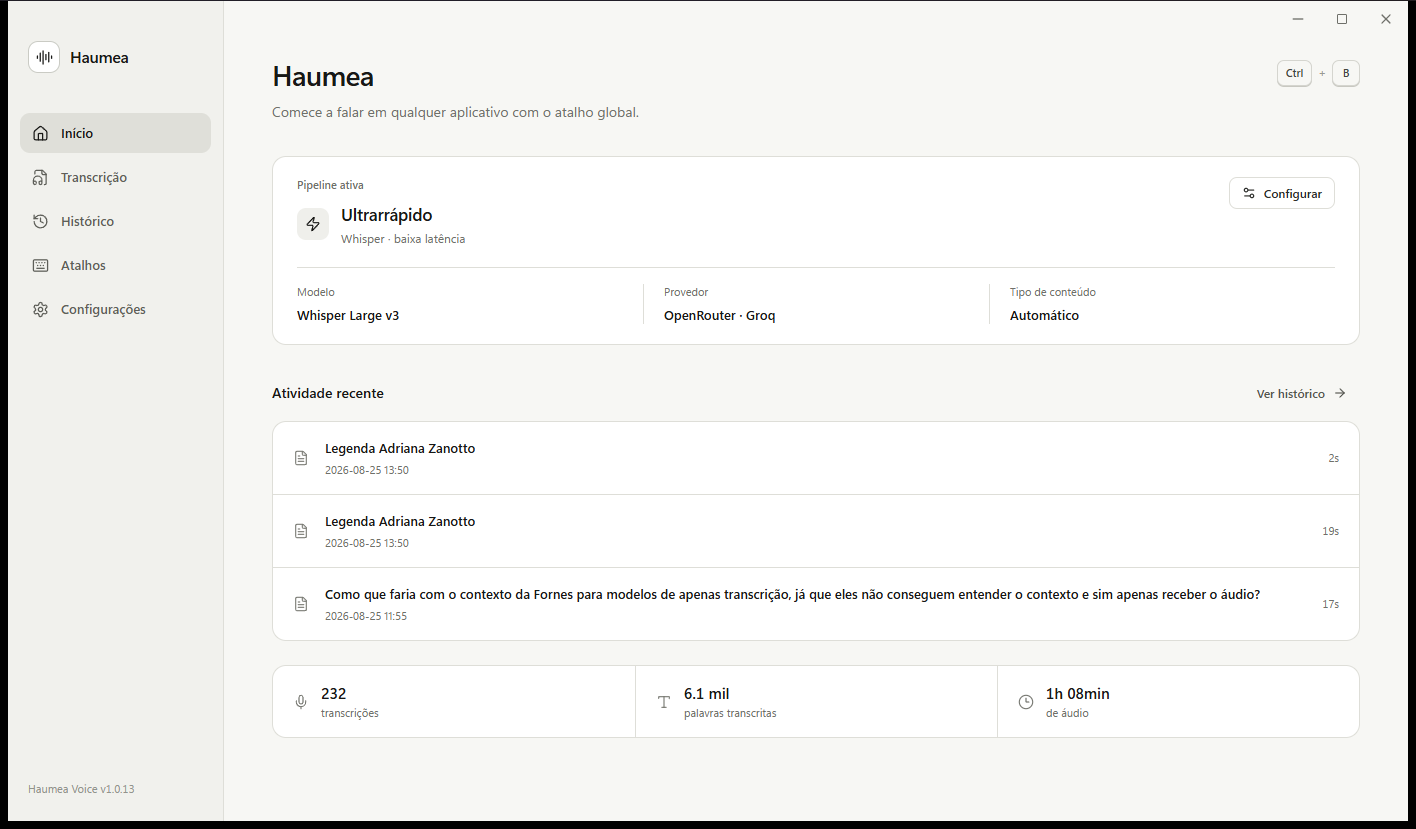 Haumea
Início
Transcrição
Histórico
Atalhos
Configurações
Haumea Voice v1.0.13
Haumea
Ctrl + B
Comece a falar em qualquer aplicativo com o atalho global.
Pipeline ativa
Configurar
Ultrarrápido
Whisper · baixa latência
Modelo
Whisper Large v3
Provedor
OpenRouter · Groq
Tipo de conteúdo
Automático
Atividade recente
Ver histórico →
Legenda Adriana Zanotto
2026-08-25 13:50
2s
Legenda Adriana Zanotto
2026-08-25 13:50
19s
Como que faria com o contexto da Fornes para modelos de apenas transcrição, já que eles não conseguem entender o contexto e sim apenas receber o áudio?
2026-08-25 11:55
17s
232
transcrições
6.1 mil
palavras transcritas
1h 08min
de áudio